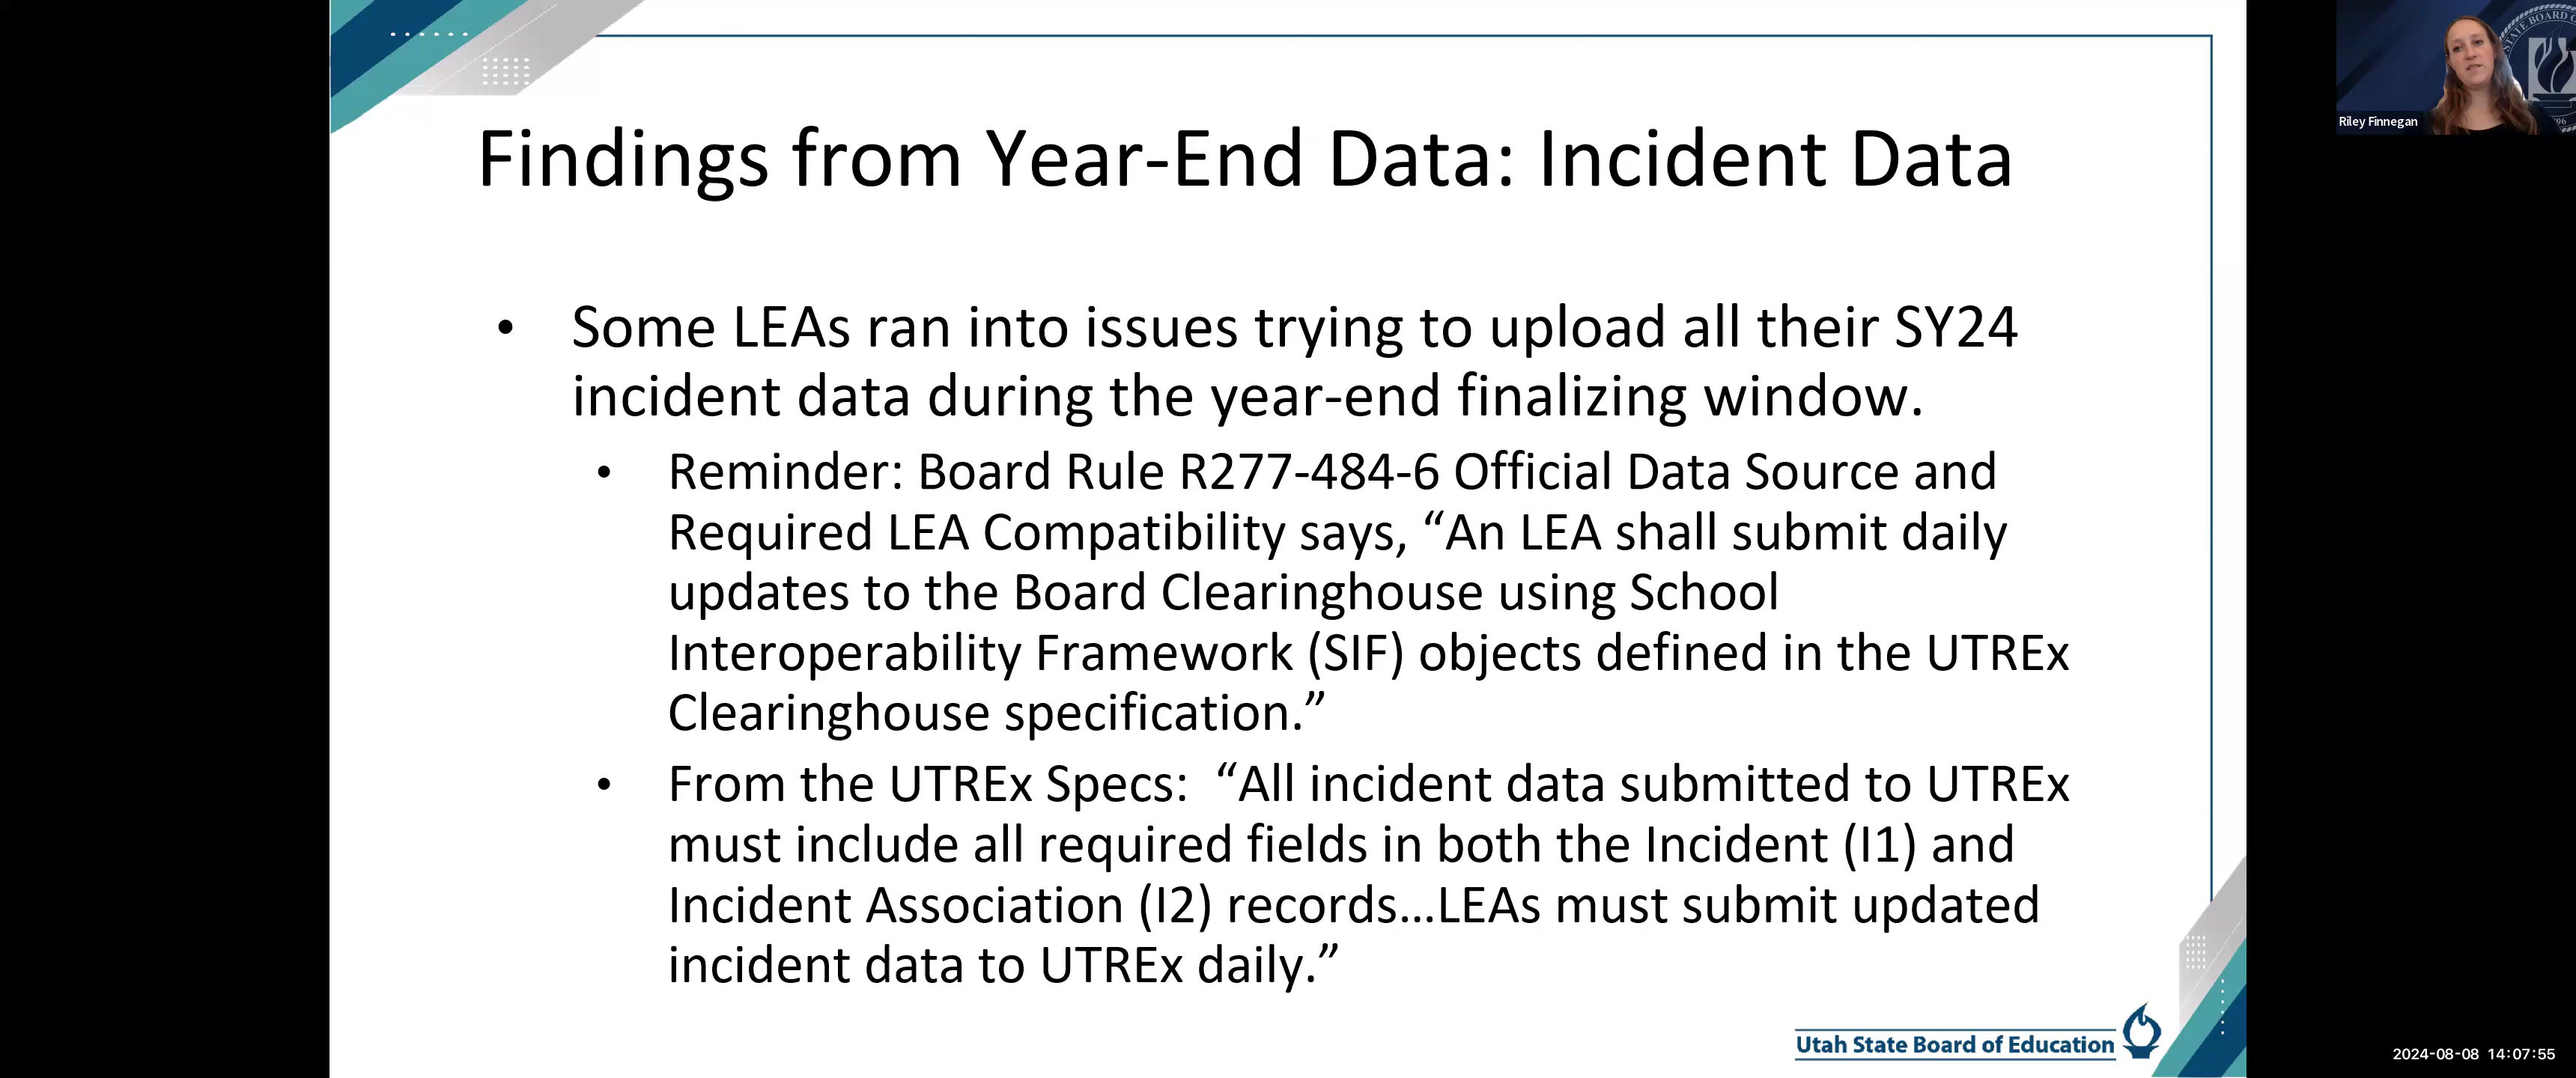 Findings from Year-End Data: Incident Data
• Some LEAs ran into issues trying to upload all their SY24
incident data during the year-end finalizing window.
• Reminder: Board Rule R277-484-6 Official Data Source and
Required LEA Compatibility says, “An LEA shall submit daily
updates to the Board Clearinghouse using School
Interoperability Framework (SIF) objects defined in the UTREx
Clearinghouse specification.”
• From the UTREx Specs:  “All incident data submitted to UTREx
must include all required fields in both the Incident (I1) and
Incident Association (I2) records…LEAs must submit updated
incident data to UTREx daily.”
Utah State Board of Education
Riley Finnegan
STATE BOARD
2024-08-08 14:07:55